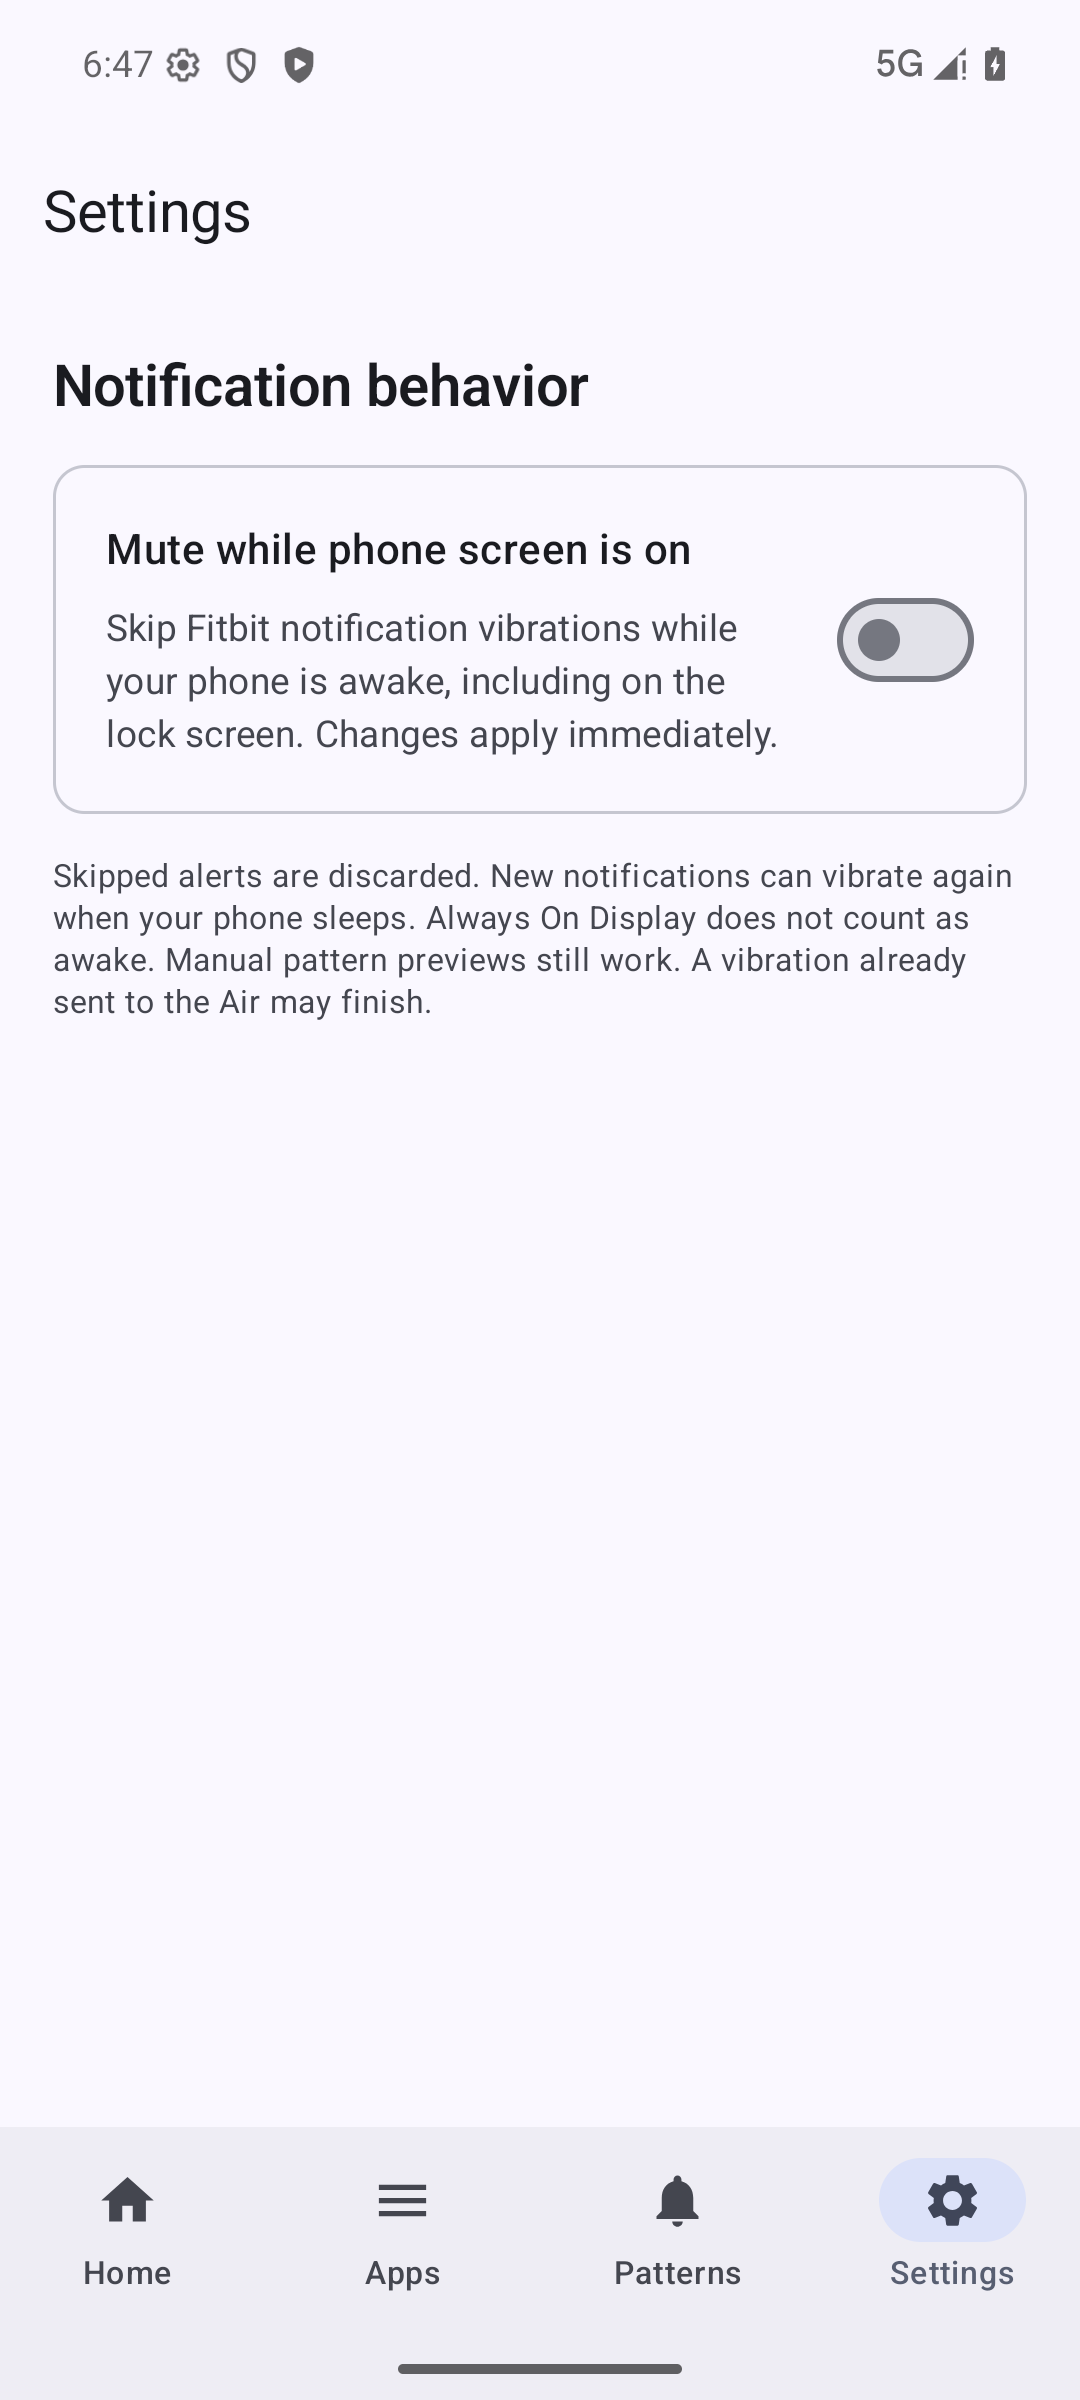 6:47
5G
Settings
Notification behavior
Mute while phone screen is on
Skip Fitbit notification vibrations while
your phone is awake, including on the
lock screen. Changes apply immediately.
Skipped alerts are discarded. New notifications can vibrate again
when your phone sleeps. Always On Display does not count as
awake. Manual pattern previews still work. A vibration already
sent to the Air may finish.
Home
Apps
Patterns
Settings